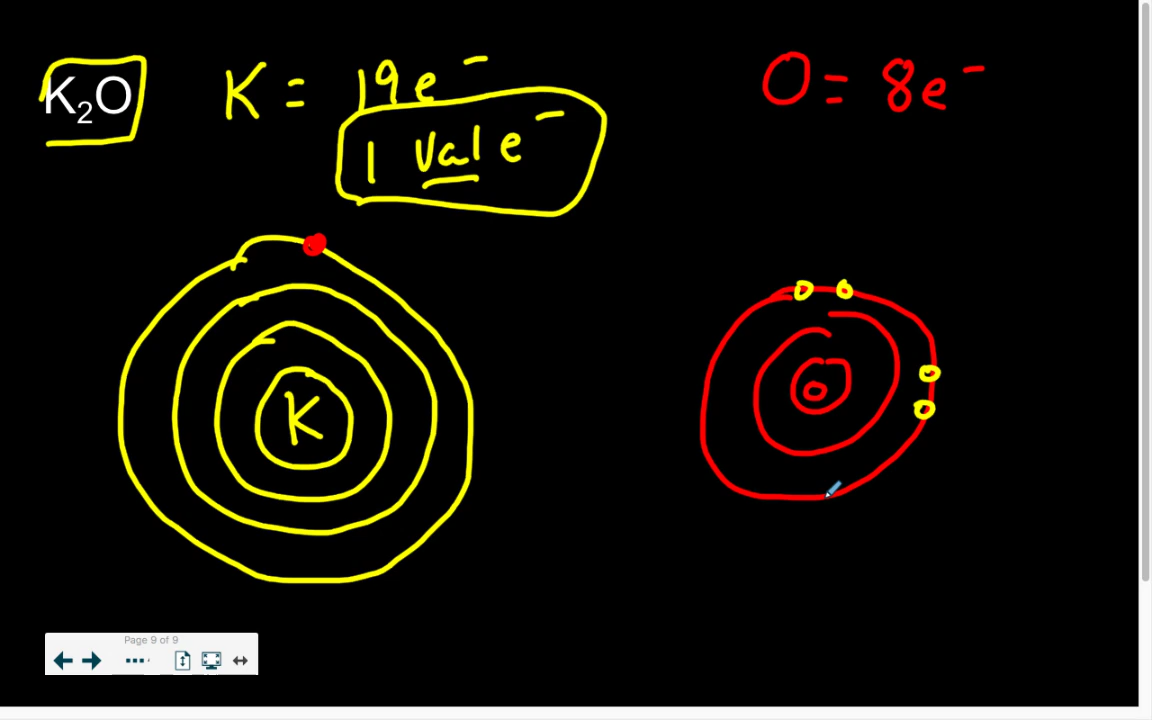 K₂O
K = 19e⁻
1 val e⁻
O = 8e⁻
K
O
Page 9 of 9